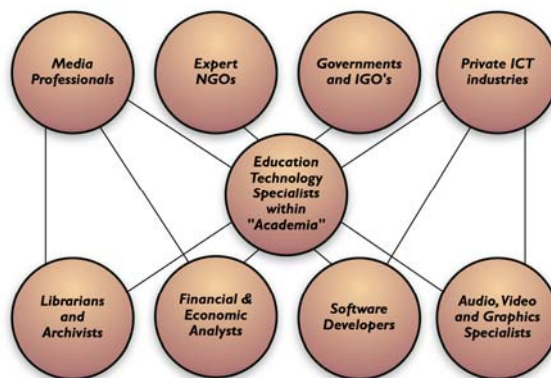 Media
Professionals
Expert
NGOs
Governments
and IGO's
Private ICT
industries
Education
Technology
Specialists
within
"Academia"
Librarians
and
Archivists
Financial &
Economic
Analysts
Software
Developers
Audio, Video
and Graphics
Specialists